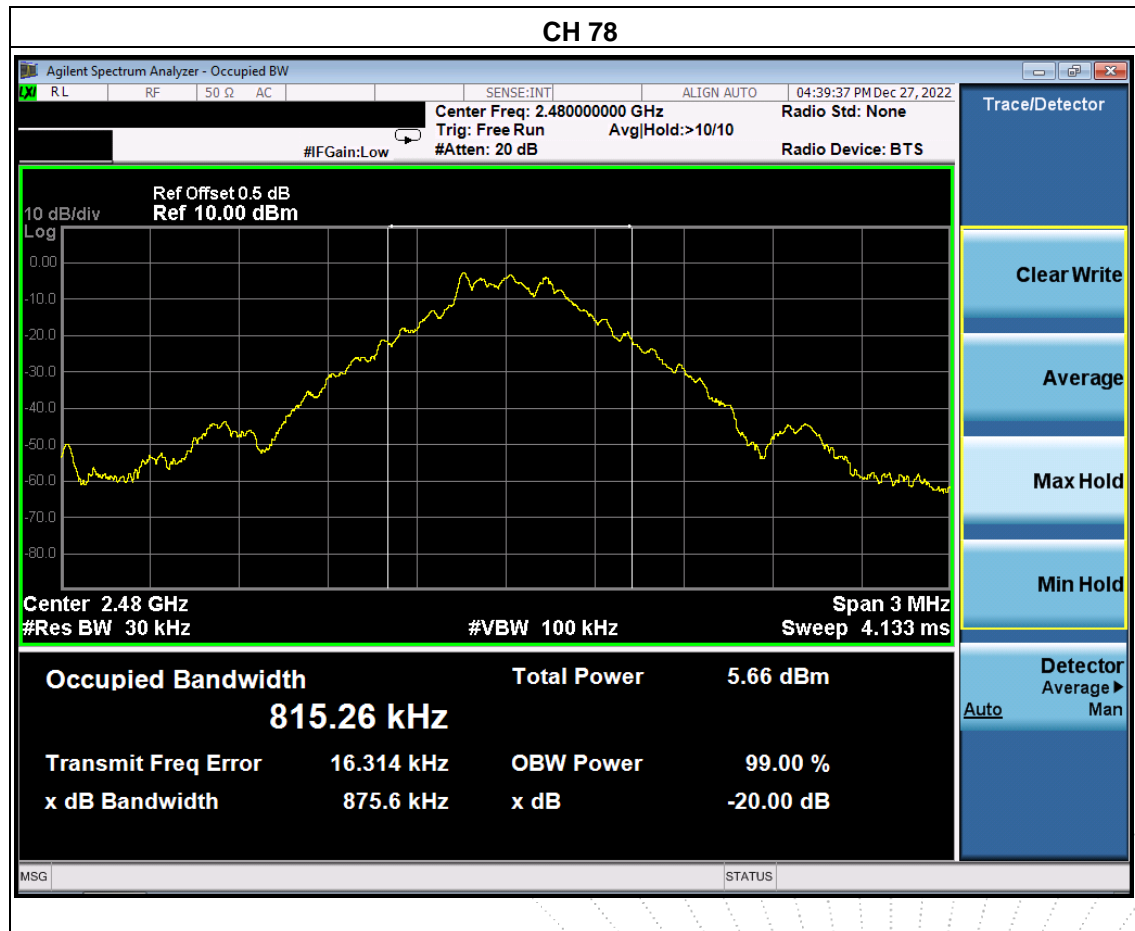 CH 78
Agilent Spectrum Analyzer - Occupied BW
LXI RL RF 50 Ω AC SENSE:INT ALIGN AUTO 04:39:37 PM Dec 27, 2022
Center Freq: 2.480000000 GHz Radio Std: None
Trig: Free Run Avg|Hold:>10/10
#IFGain:Low #Atten: 20 dB Radio Device: BTS
Trace/Detector
Ref Offset 0.5 dB
10 dB/div Ref 10.00 dBm
Log
0.00
-10.0
-20.0
-30.0
-40.0
-50.0
-60.0
-70.0
-80.0
Center 2.48 GHz Span 3 MHz
#Res BW 30 kHz #VBW 100 kHz Sweep 4.133 ms
Clear Write
Average
Max Hold
Min Hold
Detector
Average▶
Auto Man
Occupied Bandwidth Total Power 5.66 dBm
815.26 kHz
Transmit Freq Error 16.314 kHz OBW Power 99.00 %
x dB Bandwidth 875.6 kHz x dB -20.00 dB
MSG STATUS